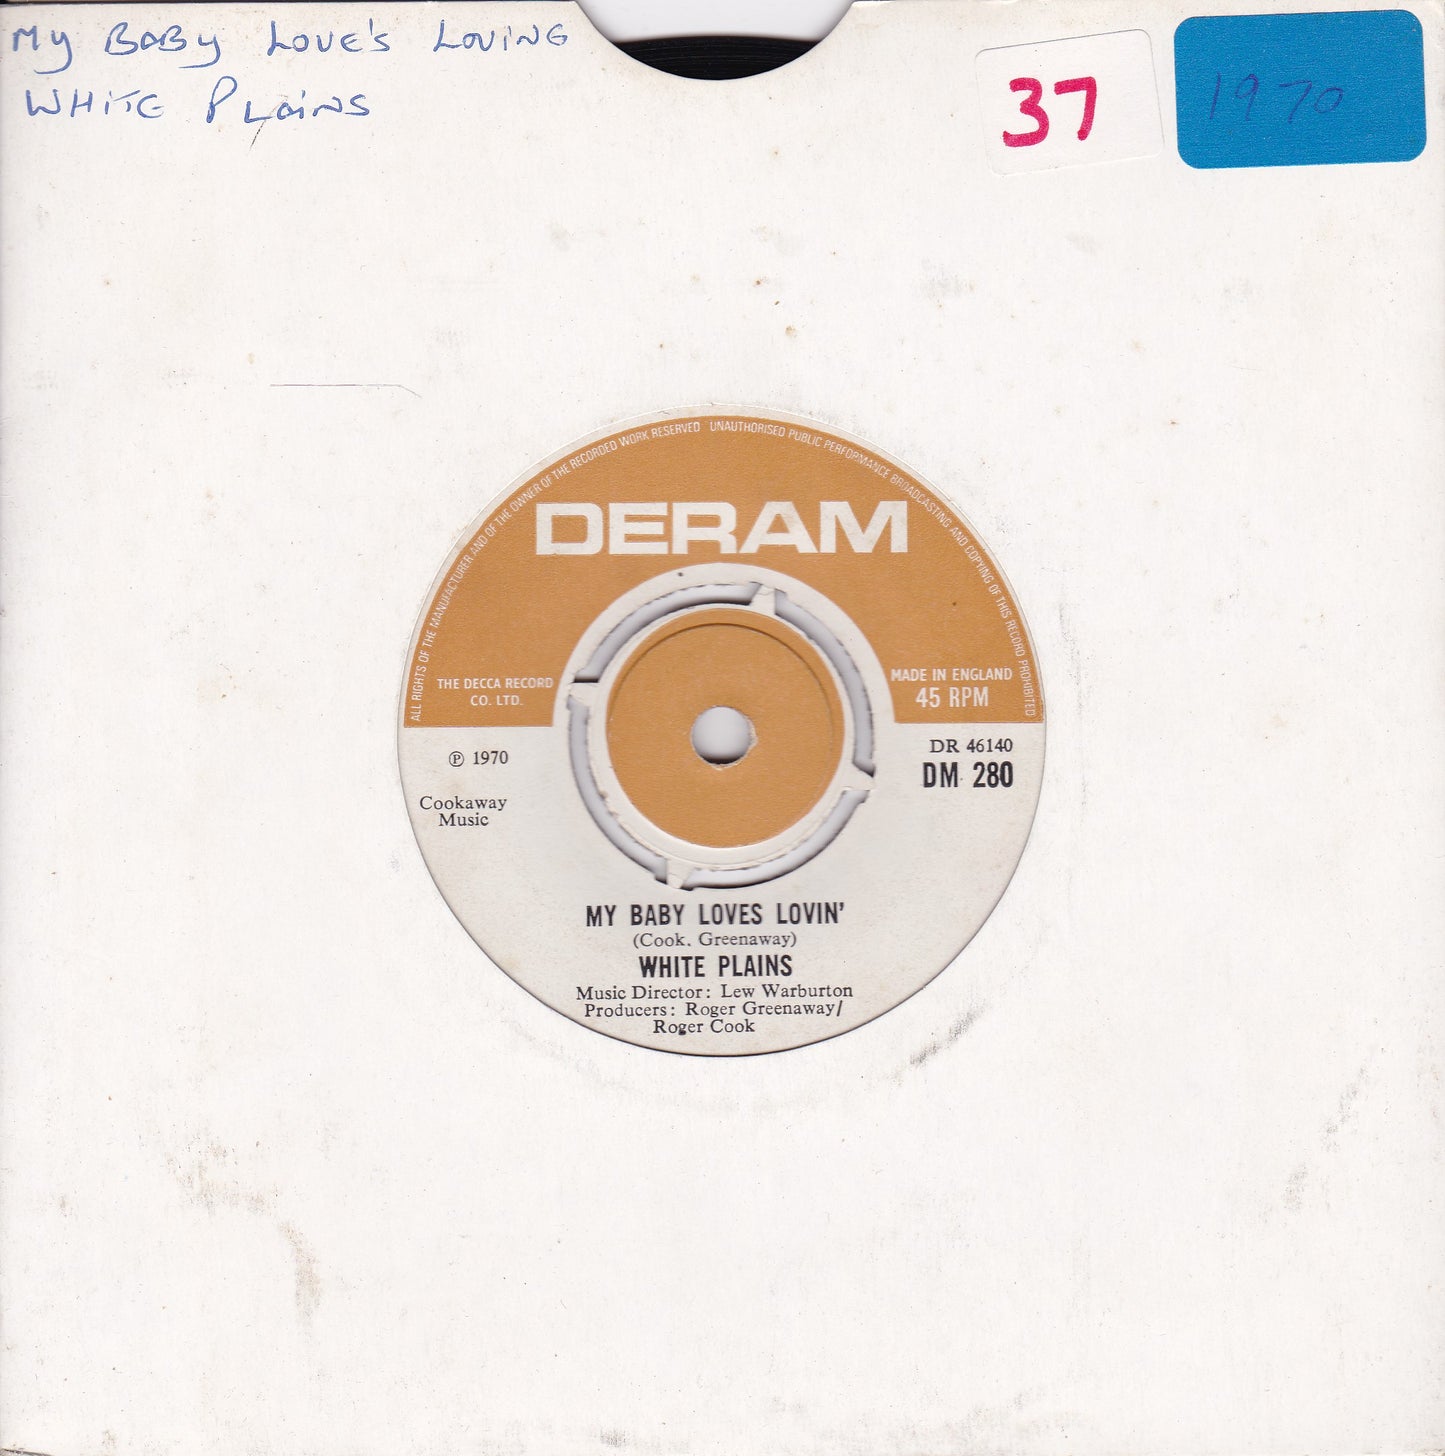 My BABy LOVE'S LOViNG
WHiTE PLAiNS
37
1970
ALL RIGHTS OF THE MANUFACTURER AND OF THE OWNER OF THE RECORDED WORK RESERVED UNAUTHORISED PUBLIC PERFORMANCE BROADCASTING AND COPYING OF THIS RECORD PROHIBITED
DERAM
THE DECCA RECORD
CO. LTD.
MADE IN ENGLAND
45 RPM
℗ 1970
Cookaway
Music
DR 46140
DM 280
MY BABY LOVES LOVIN'
(Cook. Greenaway)
WHITE PLAINS
Music Director: Lew Warburton
Producers: Roger Greenaway/
Roger Cook